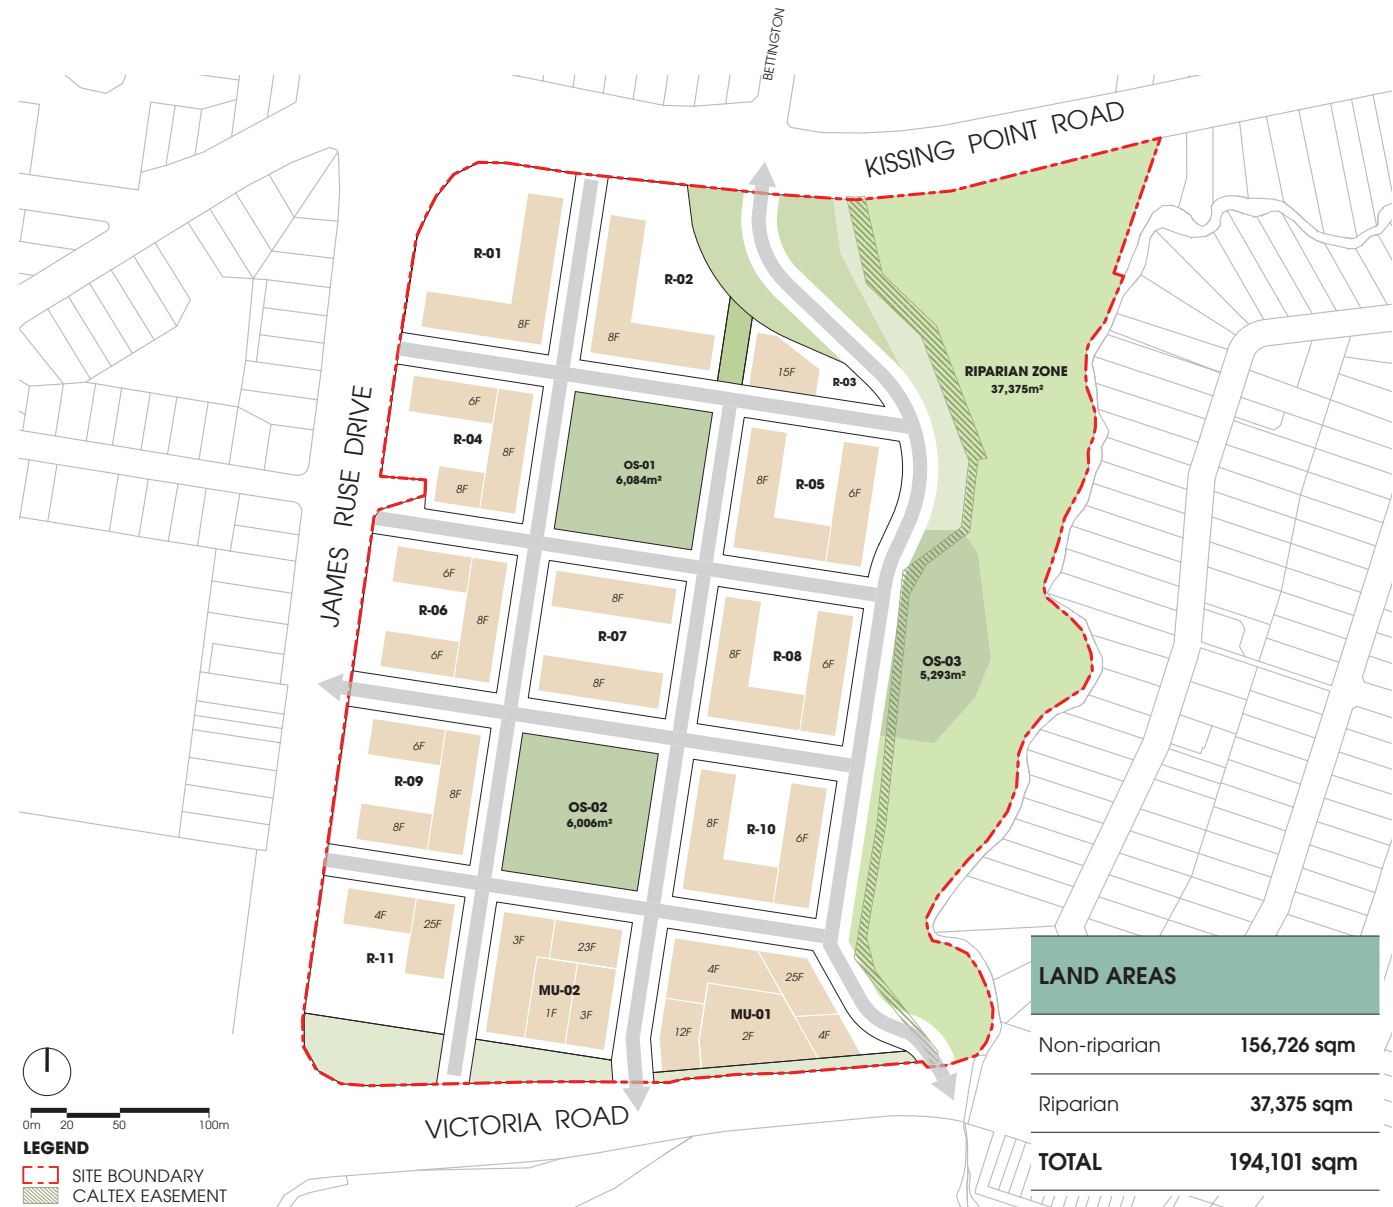 BETTINGTON
KISSING POINT ROAD
R-01
8F
R-02
8F
15F
R-03
RIPARIAN ZONE
37,375m²
JAMES RUSE DRIVE
6F
R-04
8F
8F
OS-01
6,084m²
8F
R-05
6F
6F
R-06
8F
6F
8F
R-07
8F
8F
R-08
6F
OS-03
5,293m²
6F
R-09
8F
8F
OS-02
6,006m²
8F
R-10
6F
4F
25F
R-11
3F
23F
MU-02
1F
3F
4F
25F
MU-01
12F
2F
4F
VICTORIA ROAD
0m 20 50 100m
LEGEND
SITE BOUNDARY
CALTEX EASEMENT
LAND AREAS
Non-riparian 156,726 sqm
Riparian 37,375 sqm
TOTAL 194,101 sqm